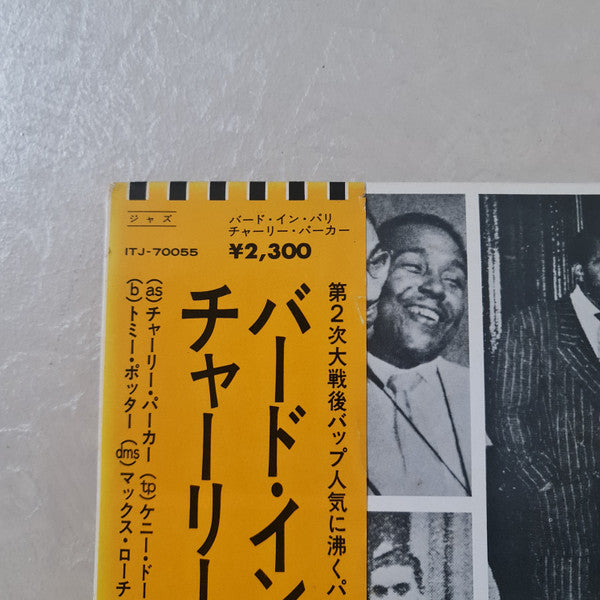 ジャズ
バード・イン・パリ
チャーリー・パーカー
ITJ-70055
¥2,300
第2次大戦後バップ人気に沸くパ
バード・イン
チャーリー
(as)チャーリー・パーカー (tp)ケニー・ドー
(b)トミー・ポッター (dms)マックス・ローチ